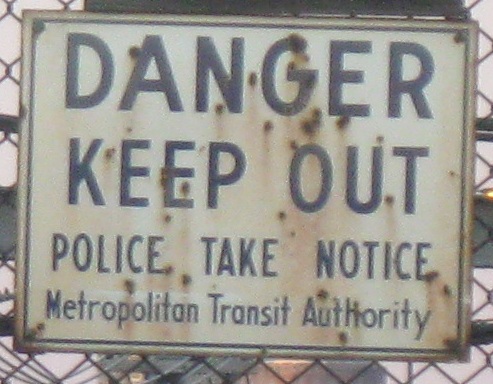 DANGER
KEEP OUT
POLICE TAKE NOTICE
Metropolitan Transit Authority